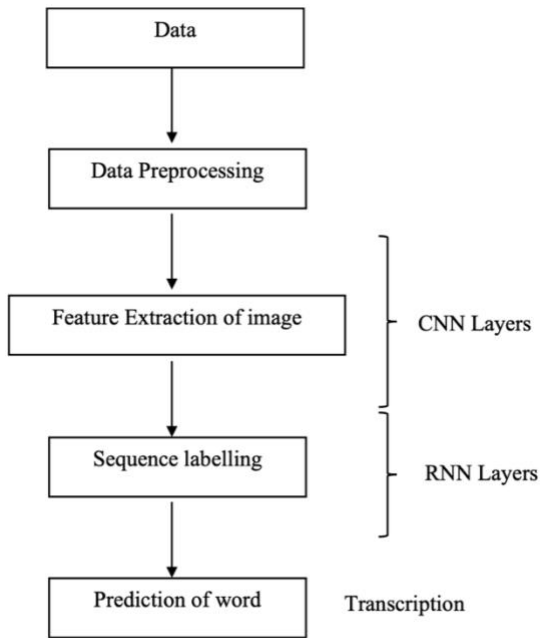 Data
Data Preprocessing
Feature Extraction of image
CNN Layers
Sequence labelling
RNN Layers
Prediction of word
Transcription